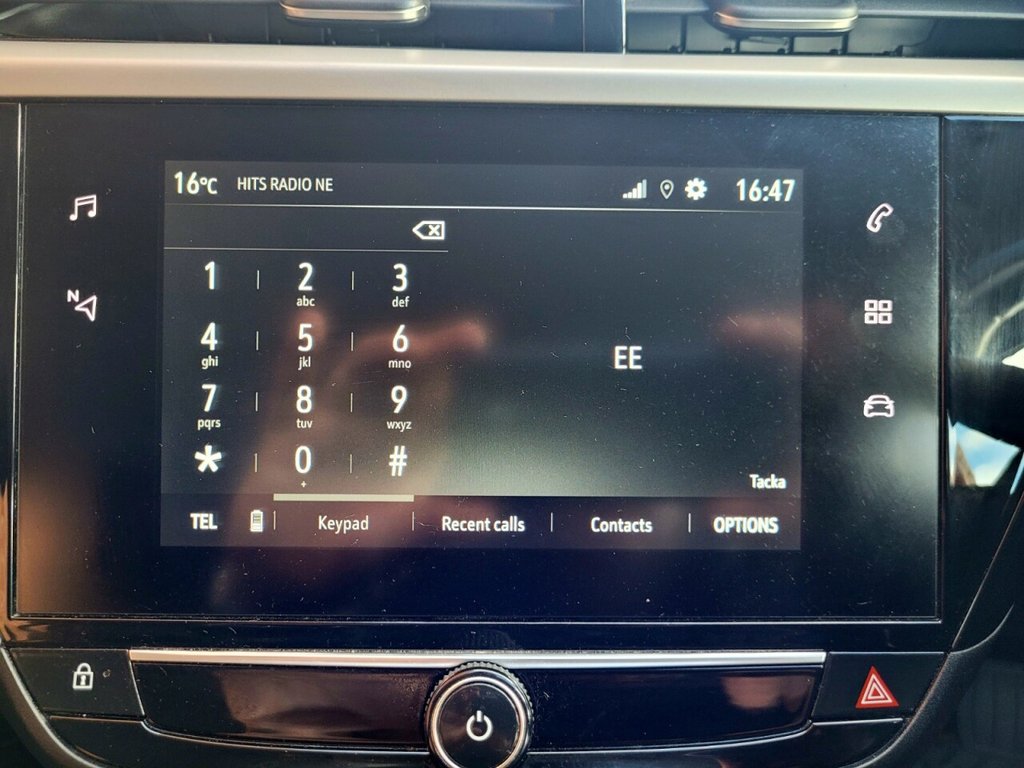 16°C HITS RADIO NE 16:47
N
1 2 3
abc def
4 5 6
ghi jkl mno
EE
7 8 9
pqrs tuv wxyz
* 0 #
+
Tacka
TEL Keypad Recent calls Contacts OPTIONS